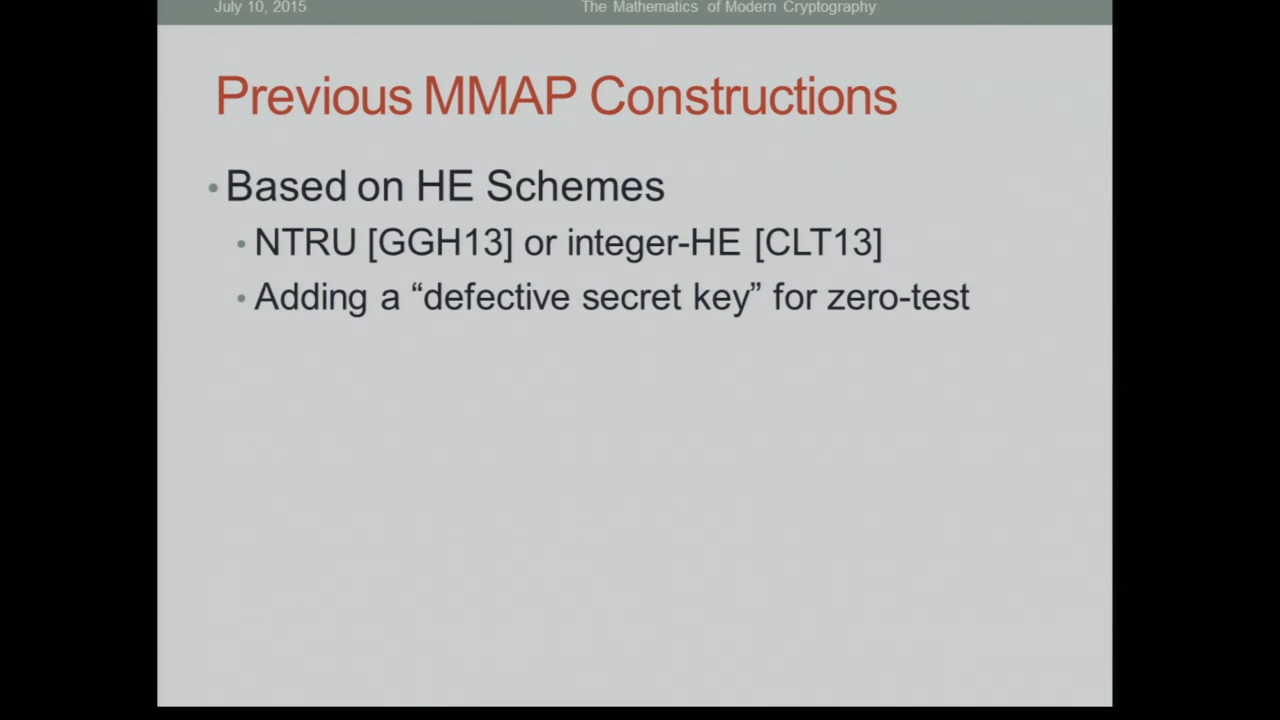 July 10, 2015 The Mathematics of Modern Cryptography
Previous MMAP Constructions
• Based on HE Schemes
• NTRU [GGH13] or integer-HE [CLT13]
• Adding a “defective secret key” for zero-test